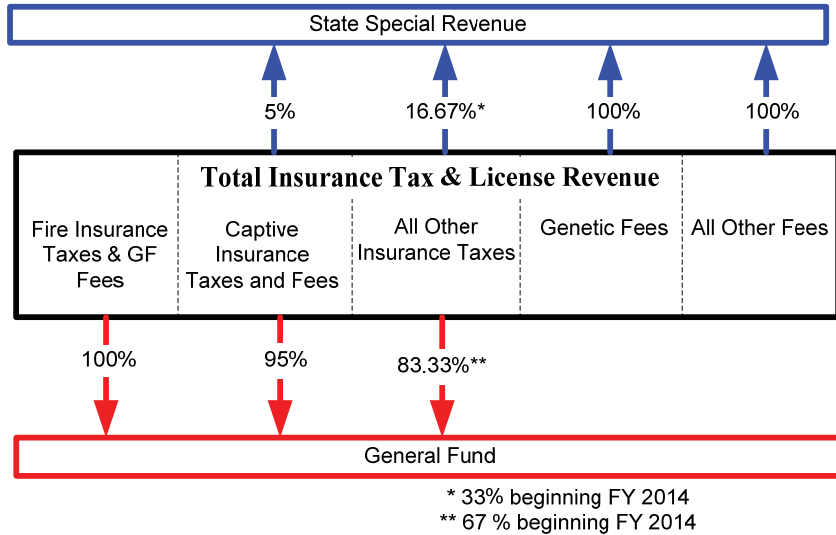 State Special Revenue
5%
16.67%*
100%
100%
Total Insurance Tax & License Revenue
Fire Insurance
Taxes & GF
Fees
Captive
Insurance
Taxes and Fees
All Other
Insurance Taxes
Genetic Fees
All Other Fees
100%
95%
83.33%**
General Fund
* 33% beginning FY 2014
** 67 % beginning FY 2014